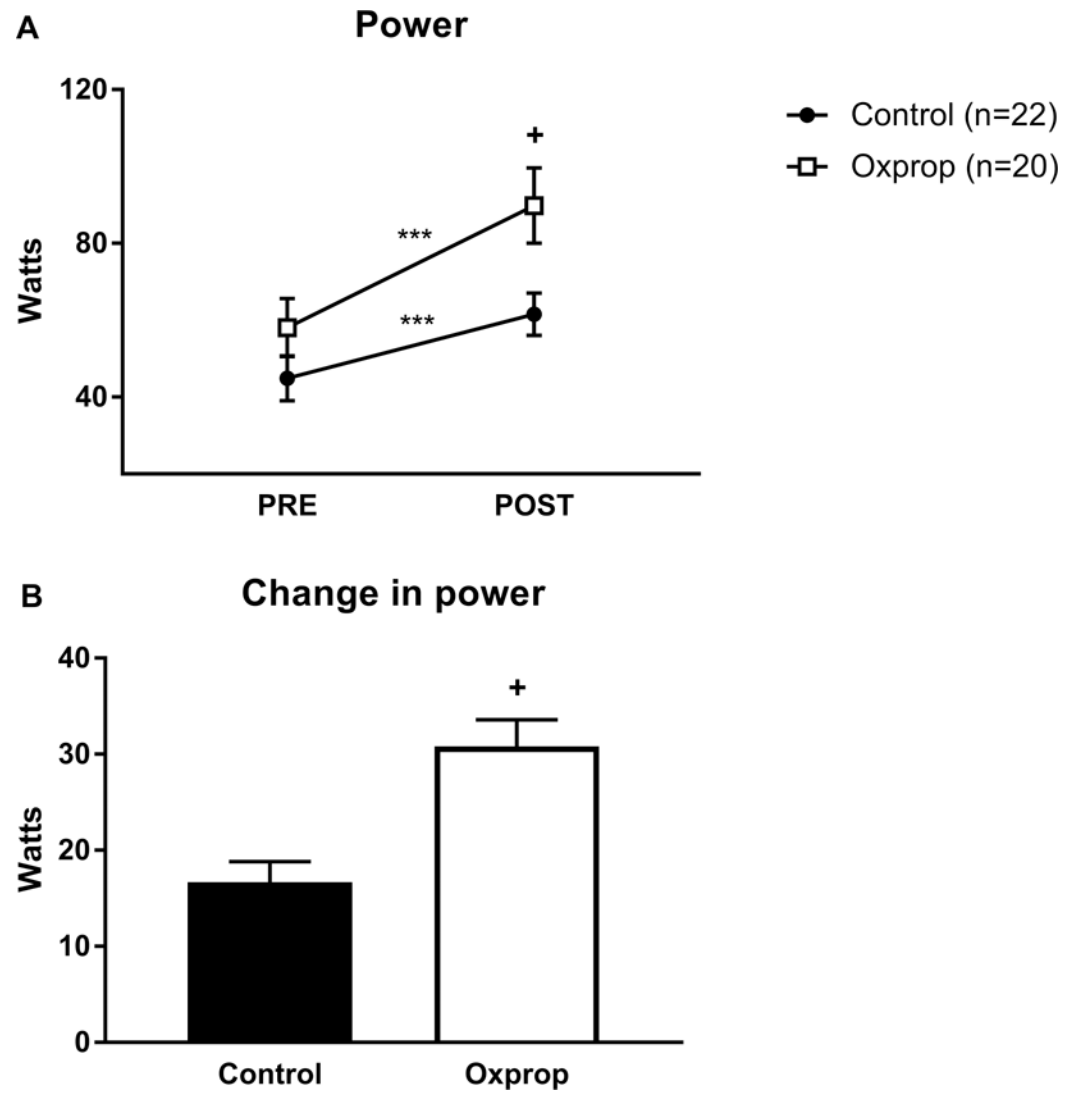 A
Power
Control (n=22)
Oxprop (n=20)
120
80
40
Watts
+
***
***
PRE
POST
B
Change in power
40
30
20
10
0
Watts
+
Control
Oxprop